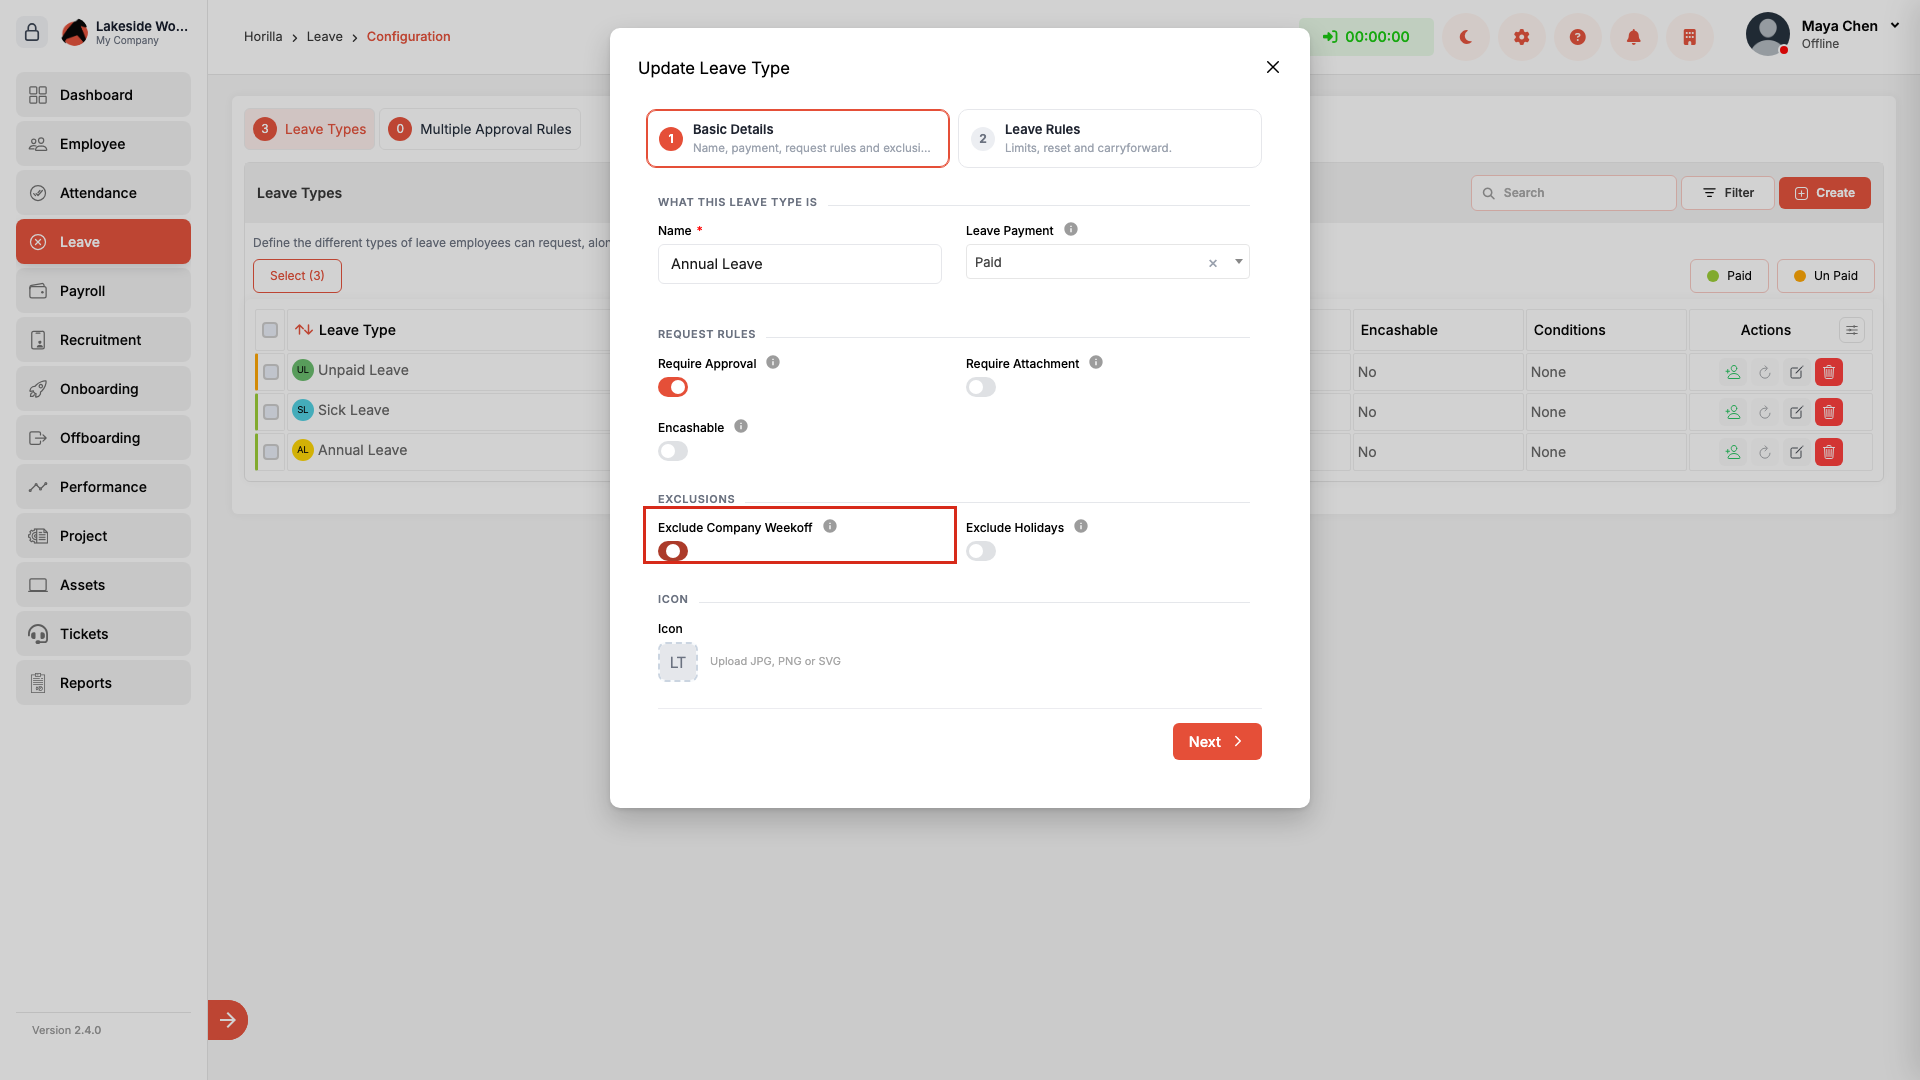 Lakeside Wo...
My Company
Dashboard
Employee
Attendance
Leave
Payroll
Recruitment
Onboarding
Offboarding
Performance
Project
Assets
Tickets
Reports
Version 2.4.0
Horilla > Leave > Configuration
00:00:00
Maya Chen
Offline
3 Leave Types
0 Multiple Approval Rules
Leave Types
Search
Filter
Create
Define the different types of leave employees can request, alon
Select (3)
Paid
Un Paid
Leave Type
Encashable
Conditions
Actions
UL Unpaid Leave
No
None
SL Sick Leave
No
None
AL Annual Leave
No
None
Update Leave Type
1
Basic Details
Name, payment, request rules and exclusi...
2
Leave Rules
Limits, reset and carryforward.
WHAT THIS LEAVE TYPE IS
Name *
Annual Leave
Leave Payment
Paid
REQUEST RULES
Require Approval
Require Attachment
Encashable
EXCLUSIONS
Exclude Company Weekoff
Exclude Holidays
ICON
Icon
LT
Upload JPG, PNG or SVG
Next